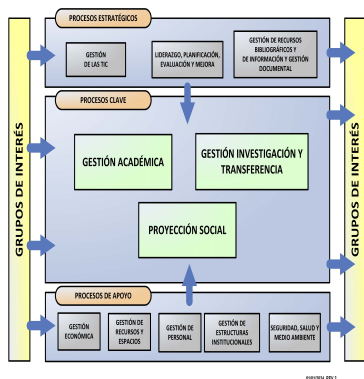 PROCESOS ESTRATÉGICOS
GESTIÓN
DE LAS TIC
LIDERAZGO, PLANIFICACIÓN,
EVALUACIÓN Y MEJORA
GESTIÓN DE RECURSOS
BIBLIOGRÁFICOS Y
DE INFORMACIÓN Y GESTIÓN
DOCUMENTAL
GRUPOS DE INTERÉS
PROCESOS CLAVE
GESTIÓN ACADÉMICA
GESTIÓN INVESTIGACIÓN Y
TRANSFERENCIA
PROYECCIÓN SOCIAL
GRUPOS DE INTERÉS
PROCESOS DE APOYO
GESTIÓN
ECONÓMICA
GESTIÓN DE
RECURSOS Y
ESPACIOS
GESTIÓN DE
PERSONAL
GESTIÓN DE
ESTRUCTURAS
INSTITUCIONALES
SEGURIDAD, SALUD Y
MEDIO AMBIENTE